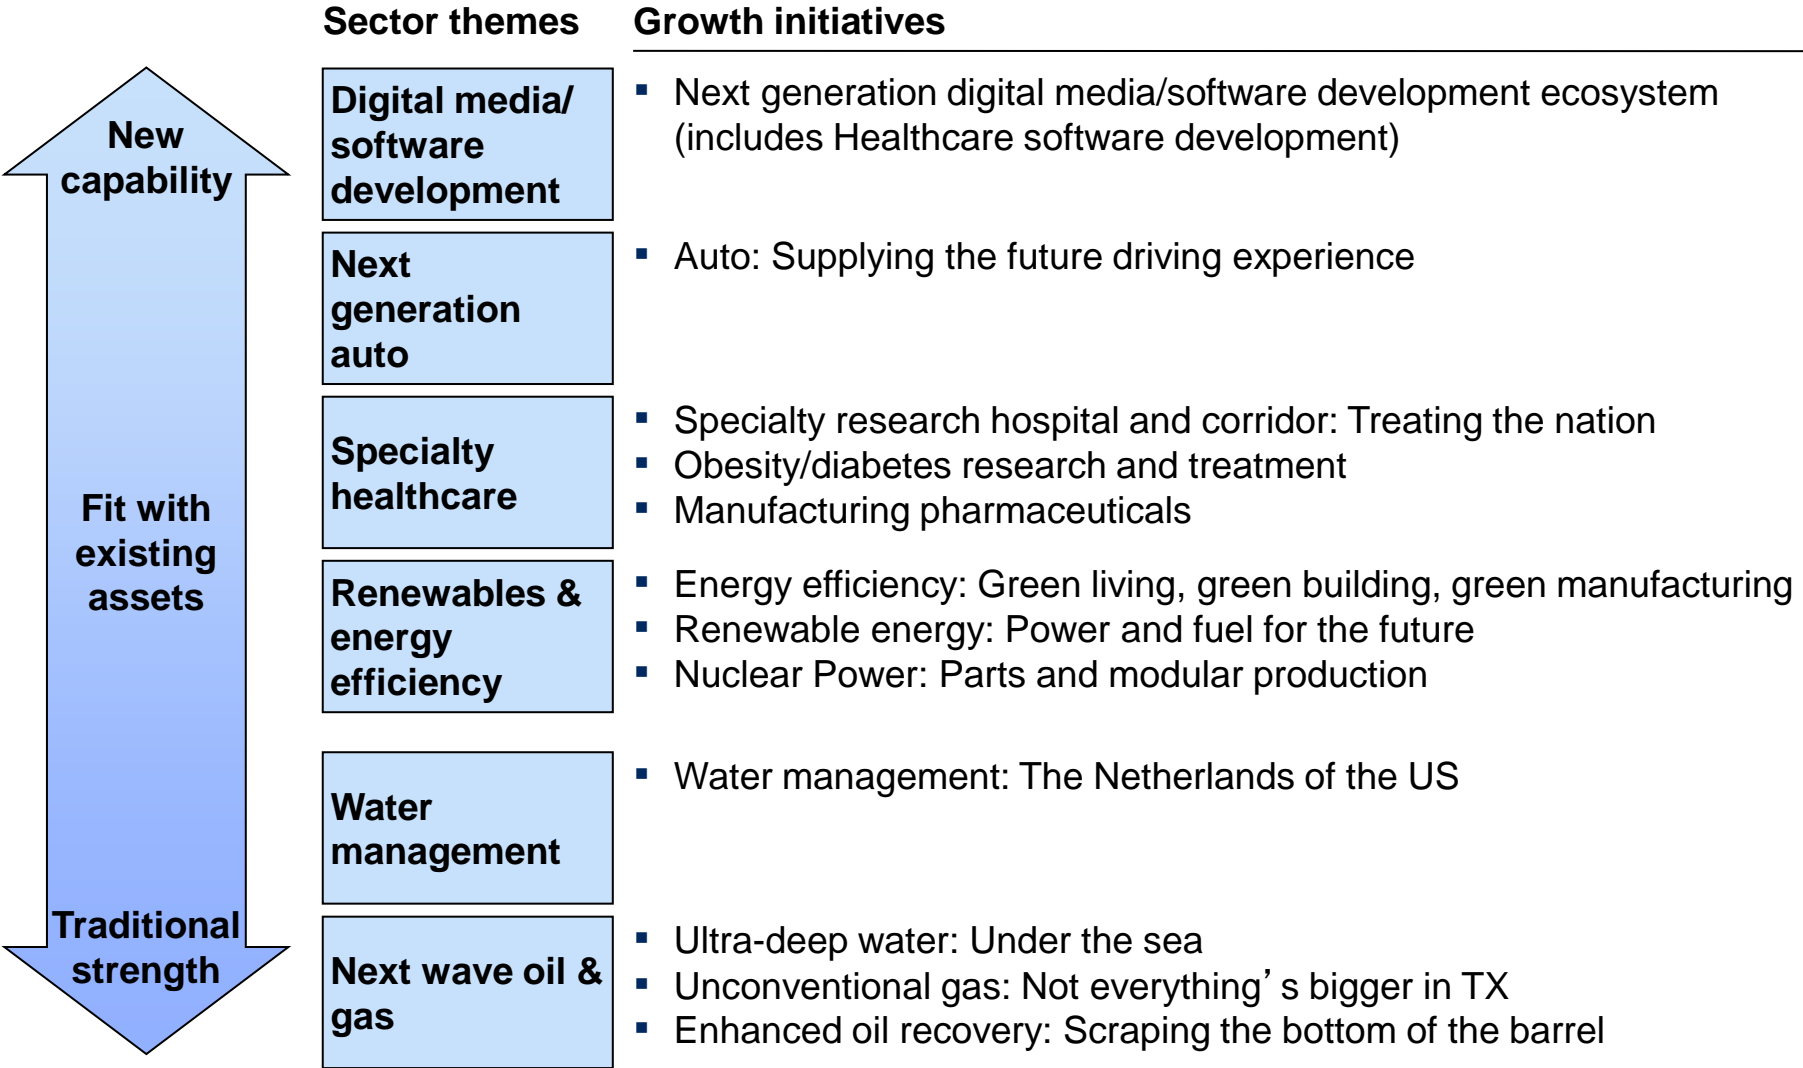 Sector themes
Growth initiatives
New
capability
Fit with
existing
assets
Traditional
strength
Digital media/
software
development
▪ Next generation digital media/software development ecosystem
(includes Healthcare software development)
Next
generation
auto
▪ Auto: Supplying the future driving experience
Specialty
healthcare
▪ Specialty research hospital and corridor: Treating the nation
▪ Obesity/diabetes research and treatment
▪ Manufacturing pharmaceuticals
Renewables &
energy
efficiency
▪ Energy efficiency: Green living, green building, green manufacturing
▪ Renewable energy: Power and fuel for the future
▪ Nuclear Power: Parts and modular production
Water
management
▪ Water management: The Netherlands of the US
Next wave oil &
gas
▪ Ultra-deep water: Under the sea
▪ Unconventional gas: Not everything’s bigger in TX
▪ Enhanced oil recovery: Scraping the bottom of the barrel